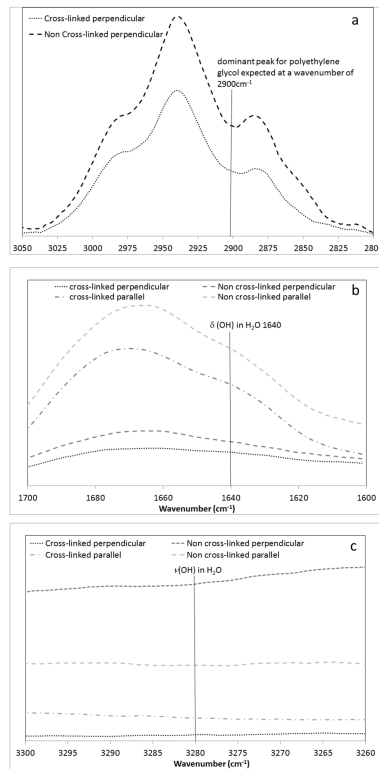 a
Cross-linked perpendicular
Non Cross-linked perpendicular
dominant peak for polyethylene
glycol expected at a wavenumber of
2900cm⁻¹
3050 3025 3000 2975 2950 2925 2900 2875 2850 2825 280
b
cross-linked perpendicular Non cross-linked perpendicular
cross-linked parallel Non cross-linked parallel
δ (OH) in H₂O 1640
1700 1680 1660 1640 1620 1600
Wavenumber (cm⁻¹)
c
Cross-linked perpendicular Non cross-linked perpendicular
Cross-linked parallel Non cross-linked parallel
ν(OH) in H₂O
3300 3295 3290 3285 3280 3275 3270 3265 3260
Wavenumber (cm⁻¹)